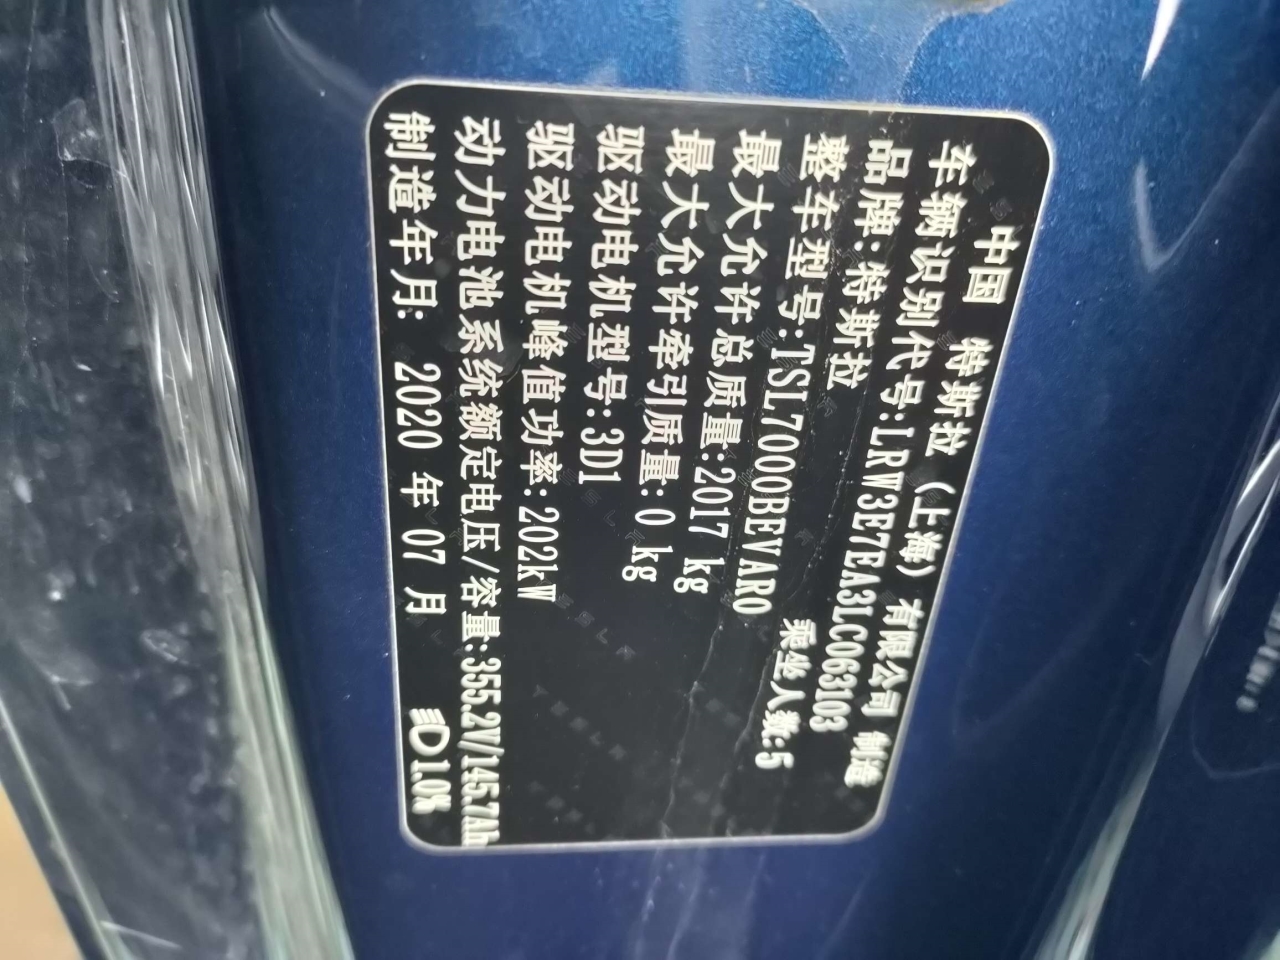 中国 特斯拉（上海）有限公司 制造
车辆识别代号:LRW3E7EA3LC063103
品牌:特斯拉
整车型号:TSL7000BEVAR0 乘坐人数:5
最大允许总质量:2017 kg
最大允许牵引质量:0 kg
驱动电机型号:3D1
驱动电机峰值功率:202kW
动力电池系统额定电压/容量:355.2V/145.7Ah
制造年月: 2020 年 07 月 1.0%